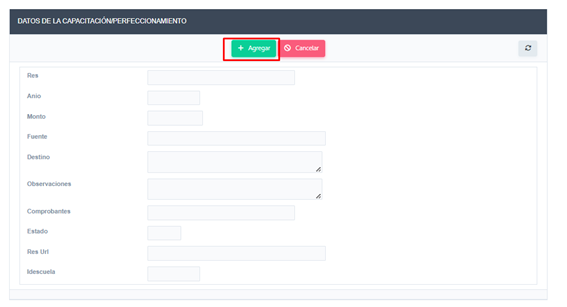 DATOS DE LA CAPACITACIÓN/PERFECCIONAMIENTO
+ Agregar Cancelar
Res
Anio
Monto
Fuente
Destino
Observaciones
Comprobantes
Estado
Res Url
Idescuela